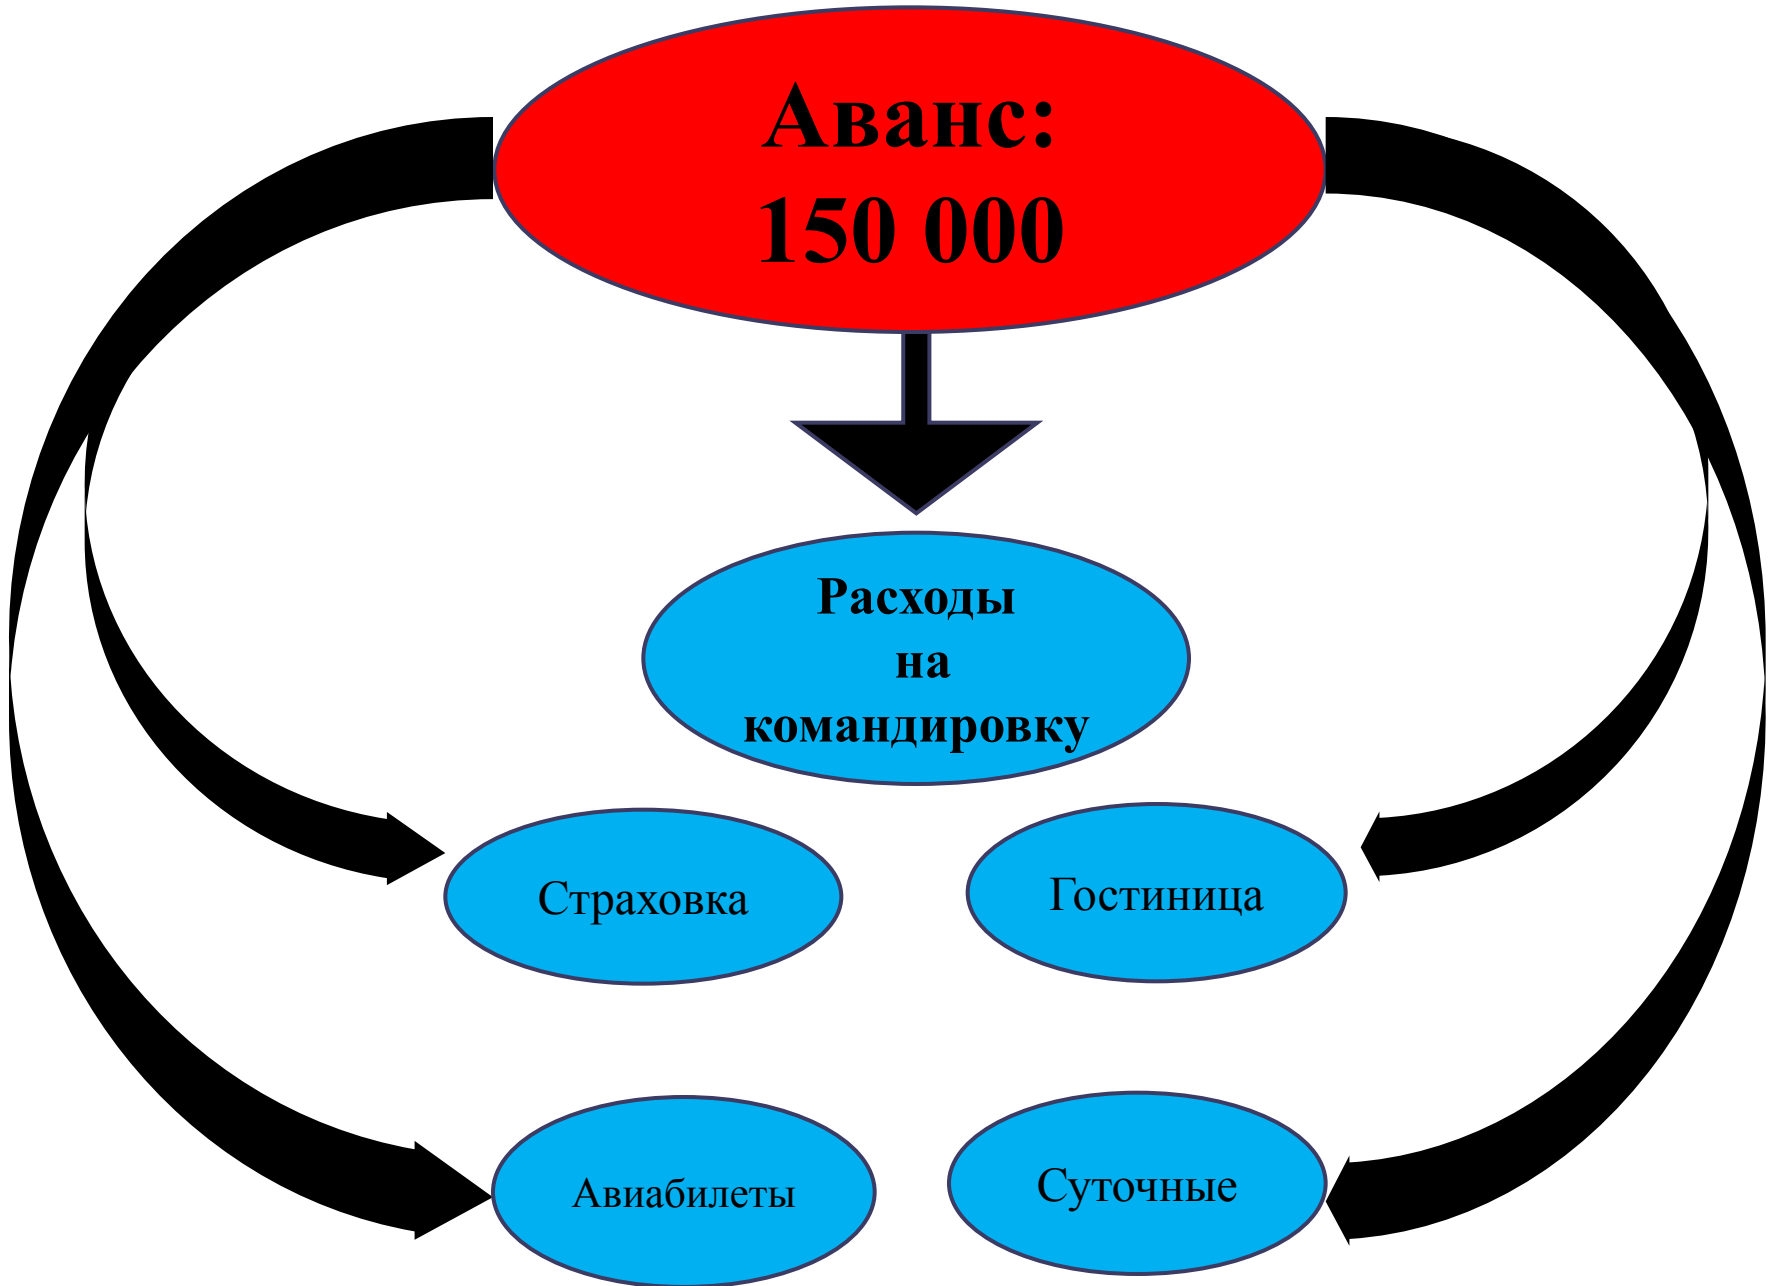 Аванс:
150 000
Расходы
на
командировку
Страховка
Гостиница
Авиабилеты
Суточные